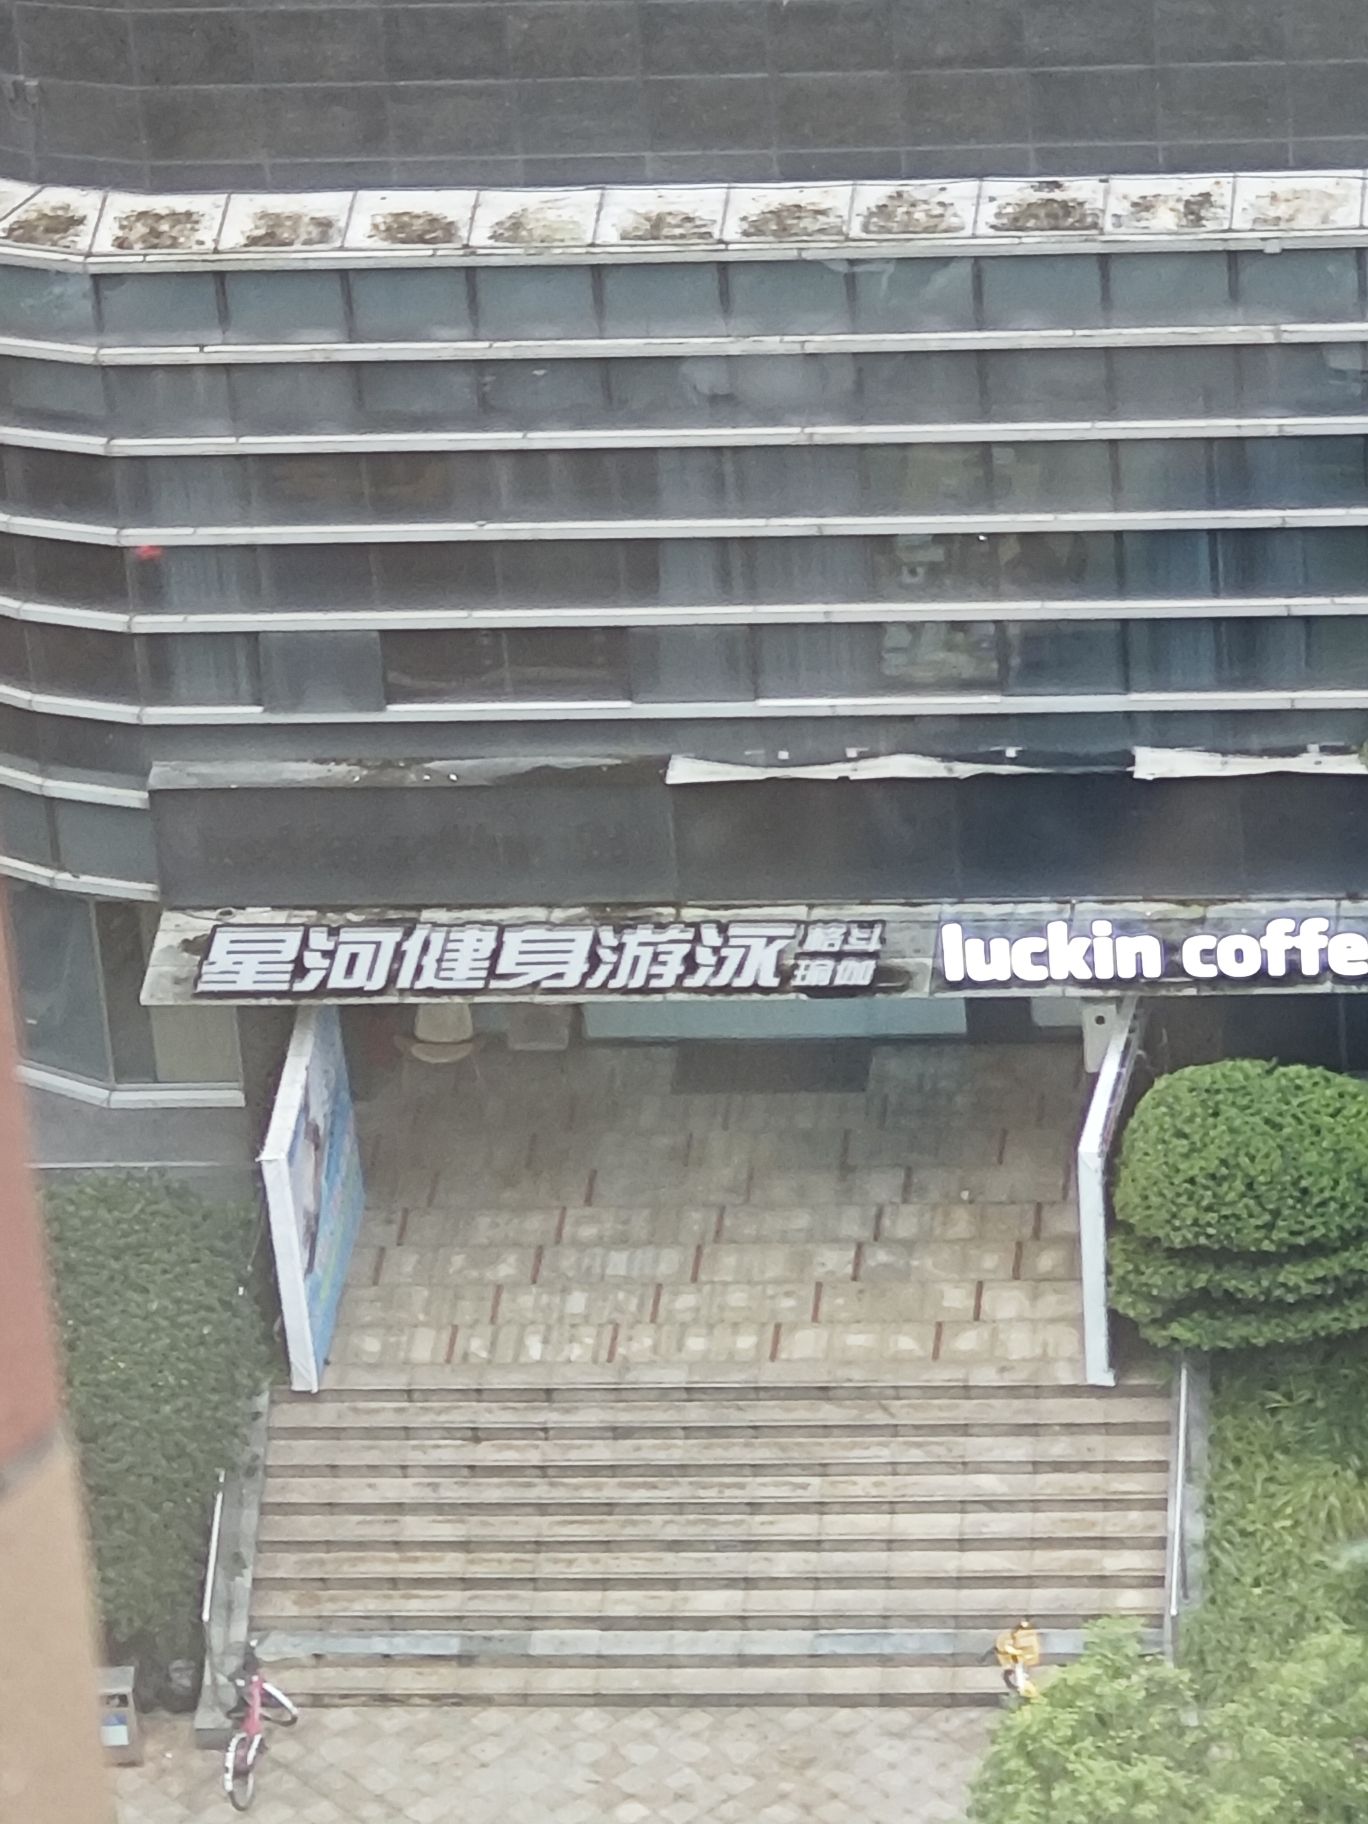 星河健身游泳
格斗
瑜伽
luckin coffe